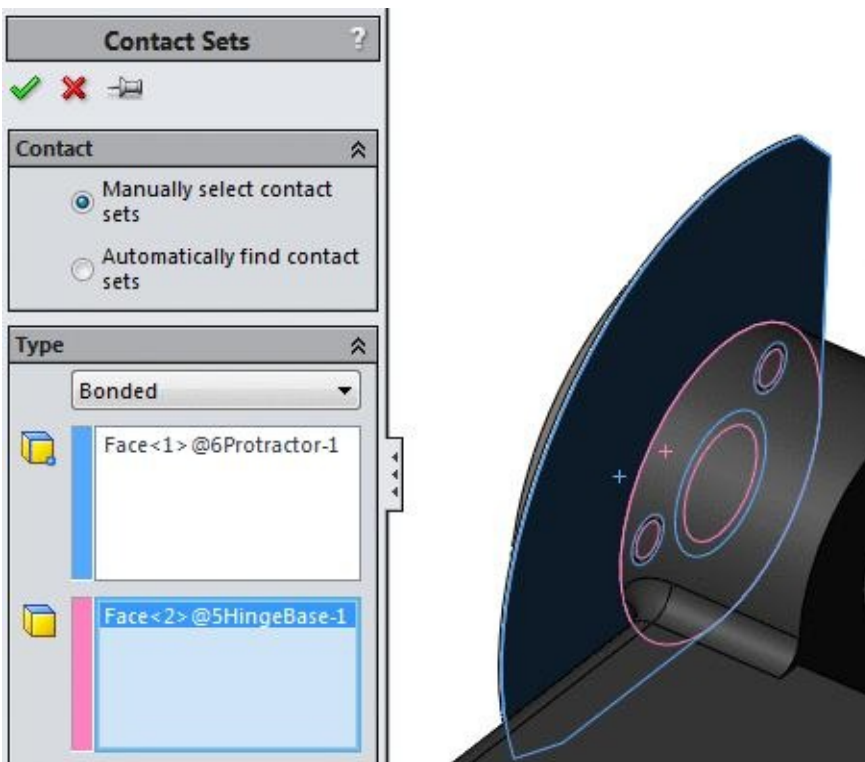 Contact Sets ?
Contact
Manually select contact
sets
Automatically find contact
sets
Type
Bonded
Face<1>@6Protractor-1
Face<2>@5HingeBase-1